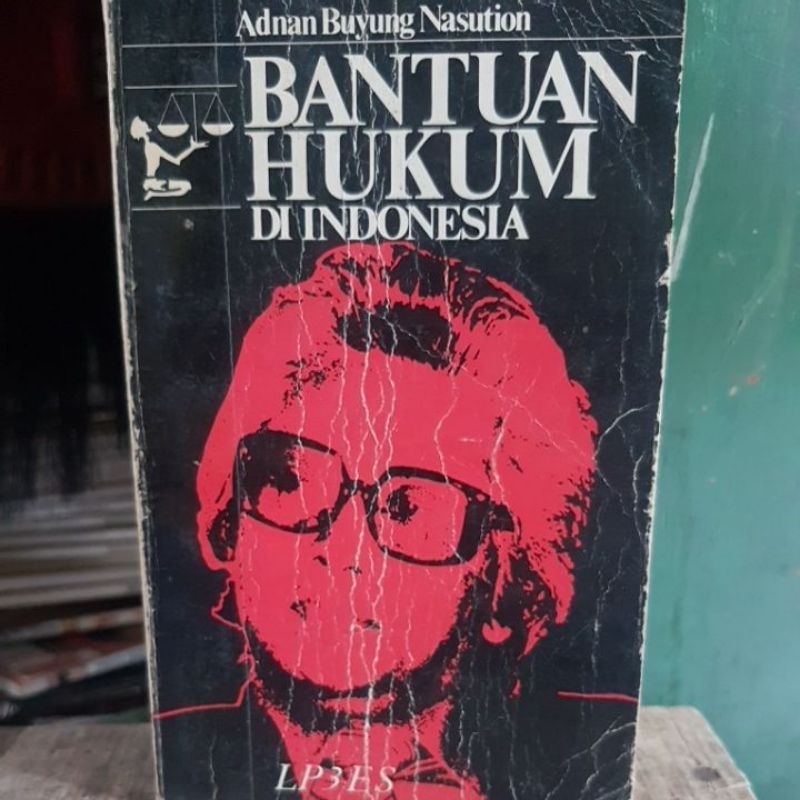 Adnan Buyung Nasution
BANTUAN
HUKUM
DI INDONESIA
LP3ES